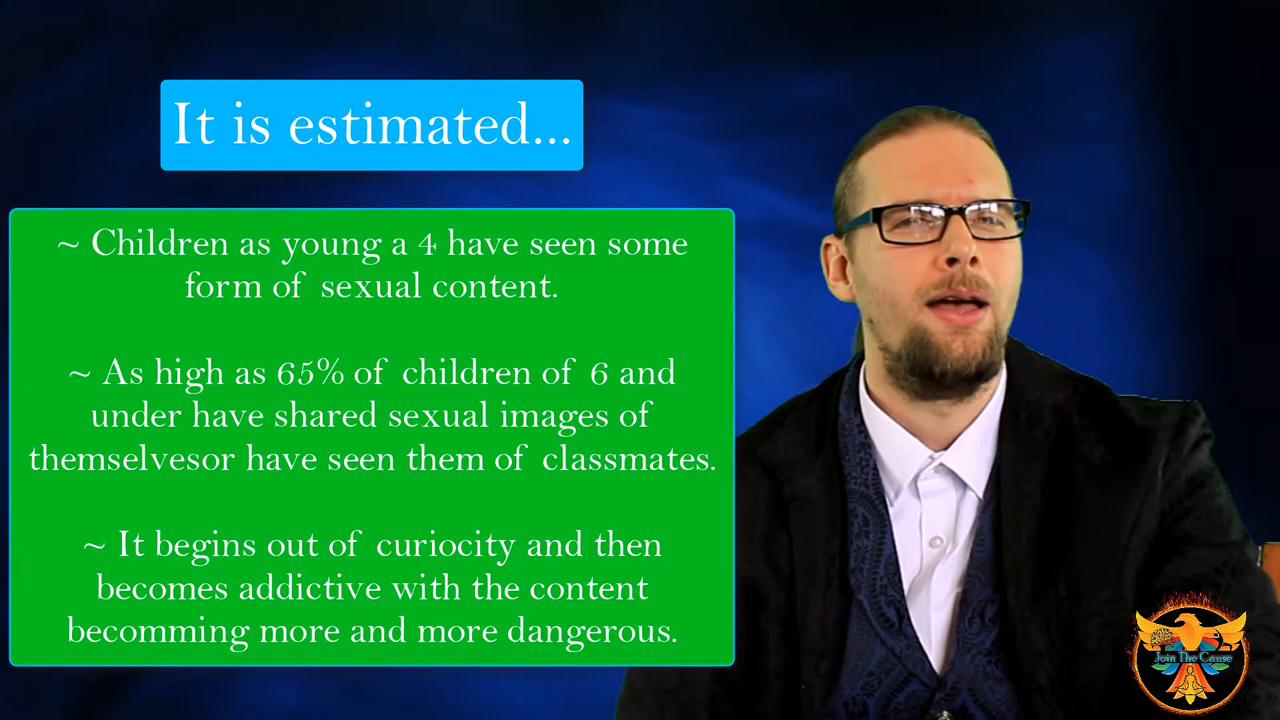 It is estimated...
~ Children as young a 4 have seen some
form of sexual content.
~ As high as 65% of children of 6 and
under have shared sexual images of
themselvesor have seen them of classmates.
~ It begins out of curiocity and then
becomes addictive with the content
becomming more and more dangerous.
Join The Cause